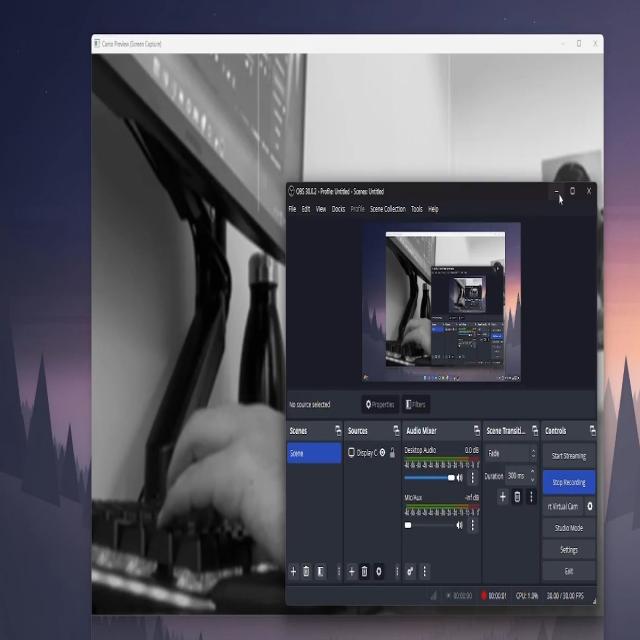 Camo Preview (Screen Capture)
OBS 30.0.2 - Profile: Untitled - Scenes: Untitled
File Edit View Docks Profile Scene Collection Tools Help
No source selected
Properties
Filters
Scenes
Sources
Audio Mixer
Scene Transiti...
Controls
Scene
Display C
Desktop Audio 0.0 dB
Fade
Start Streaming
Duration 300 ms
Stop Recording
Mic/Aux -inf dB
rt Virtual Cam
Studio Mode
Settings
Exit
00:00:00
00:00:01
CPU: 1.0%
30.00 / 30.00 FPS